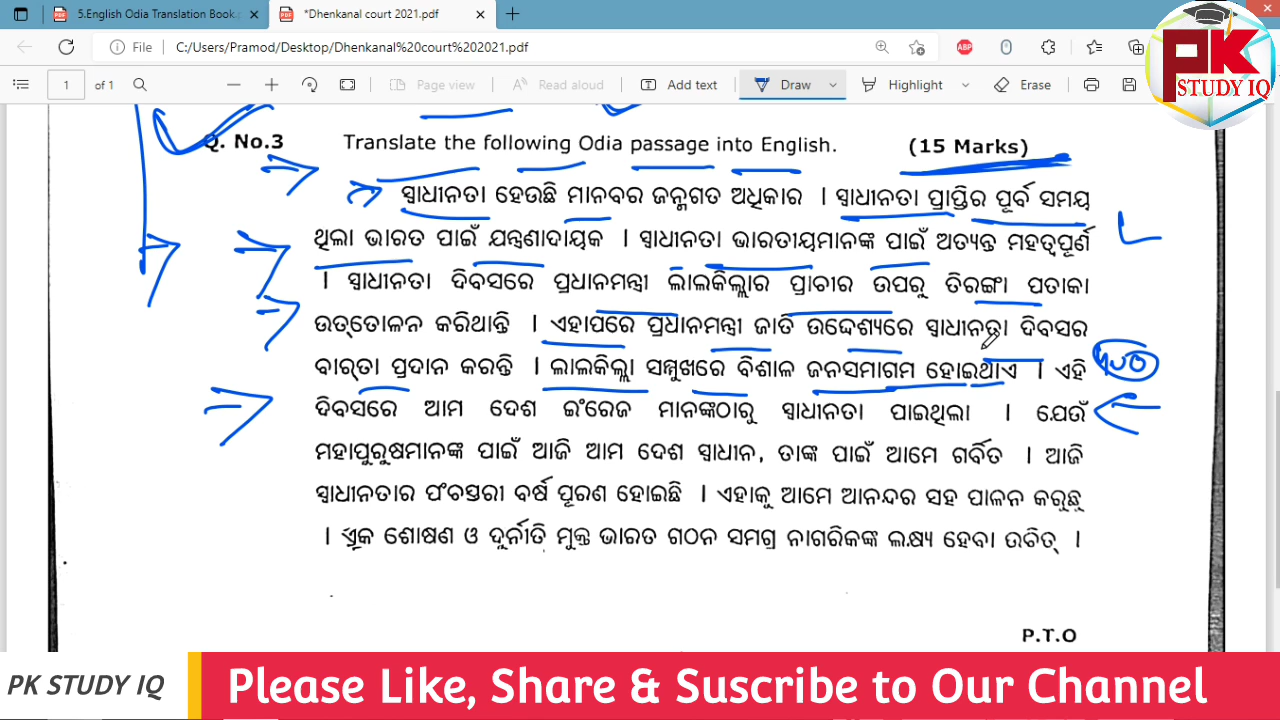 5.English Odia Translation Book.p
*Dhenkanal court 2021.pdf
File C:/Users/Pramod/Desktop/Dhenkanal%20court%202021.pdf
ABP
1 of 1 Page view Read aloud Add text Draw Highlight Erase
PK
STUDY IQ
Q. No.3 Translate the following Odia passage into English. (15 Marks)
ସ୍ୱାଧୀନତା ହେଉଛି ମାନବର ଜନ୍ମଗତ ଅଧିକାର । ସ୍ୱାଧୀନତା ପ୍ରାପ୍ତିର ପୂର୍ବ ସମୟ
ଥିଲା ଭାରତ ପାଇଁ ଯନ୍ତ୍ରଣାଦାୟକ । ସ୍ୱାଧୀନତା ଭାରତୀୟମାନଙ୍କ ପାଇଁ ଅତ୍ୟନ୍ତ ମହତ୍ୱପୂର୍ଣ
। ସ୍ୱାଧୀନତା ଦିବସରେ ପ୍ରଧାନମନ୍ତ୍ରୀ ଲାଲକିଲ୍ଲାର ପ୍ରାଚୀର ଉପରୁ ତିରଙ୍ଗା ପତାକା
ଉତ୍ତୋଳନ କରିଥାନ୍ତି । ଏହାପରେ ପ୍ରଧାନମନ୍ତ୍ରୀ ଜାତି ଉଦ୍ଦେଶ୍ୟରେ ସ୍ୱାଧୀନତା ଦିବସର
ବାର୍ତ୍ତା ପ୍ରଦାନ କରନ୍ତି । ଲାଲକିଲ୍ଲା ସମ୍ମୁଖରେ ବିଶାଳ ଜନସମାଗମ ହୋଇଥାଏ । ଏହି
ଦିବସରେ ଆମ ଦେଶ ଇଂରେଜ ମାନଙ୍କଠାରୁ ସ୍ୱାଧୀନତା ପାଇଥିଲା । ଯେଉଁ
ମହାପୁରୁଷମାନଙ୍କ ପାଇଁ ଆଜି ଆମ ଦେଶ ସ୍ୱାଧୀନ, ତାଙ୍କ ପାଇଁ ଆମେ ଗର୍ବିତ । ଆଜି
ସ୍ୱାଧୀନତାର ପଂଚସ୍ତରୀ ବର୍ଷ ପୂରଣ ହୋଇଛି । ଏହାକୁ ଆମେ ଆନନ୍ଦର ସହ ପାଳନ କରୁଛୁ
। ଏକ ଶୋଷଣ ଓ ଦୁର୍ନୀତି ମୁକ୍ତ ଭାରତ ଗଠନ ସମଗ୍ର ନାଗରିକଙ୍କ ଲକ୍ଷ୍ୟ ହେବା ଉଚିତ୍ ।
P.T.O
PK STUDY IQ Please Like, Share & Suscribe to Our Channel